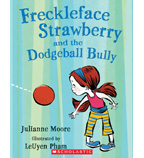 Freckleface
Strawberry
and the
Dodgeball Bully
Julianne
Moore
Illustrated by
LeUyen Pham
SCHOLASTIC